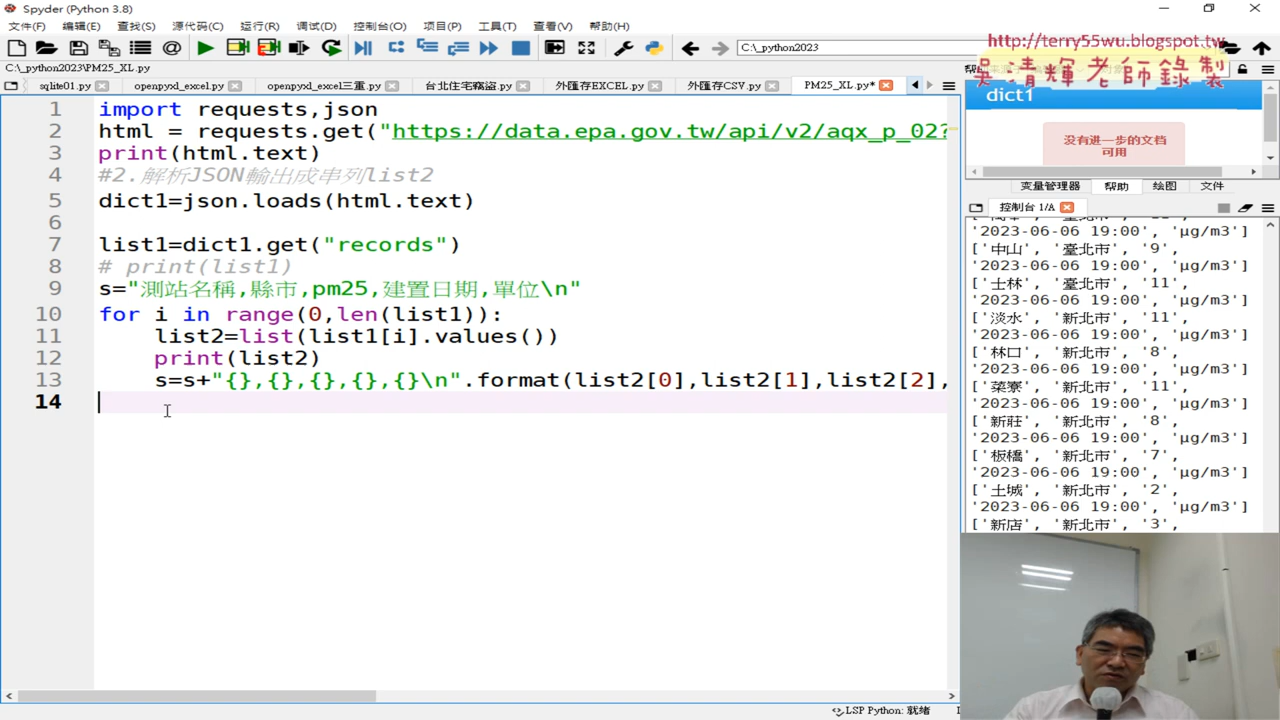 Spyder (Python 3.8)
文件(F) 编辑(E) 查找(S) 源代码(C) 运行(R) 调试(D) 控制台(O) 项目(P) 工具(T) 查看(V) 帮助(H)
C:\_python2023
http://terry55wu.blogspot.tw
吳清輝老師錄製
C:\_python2023\PM25_XL.py
sqlite01.py openpyxl_excel.py openpyxl_excel三重.py 台北住宅竊盜.py 外匯存EXCEL.py 外匯存CSV.py PM25_XL.py*
1 import requests,json
2 html = requests.get("https://data.epa.gov.tw/api/v2/aqx_p_02?
3 print(html.text)
4 #2.解析JSON輸出成串列list2
5 dict1=json.loads(html.text)
6
7 list1=dict1.get("records")
8 # print(list1)
9 s="測站名稱,縣市,pm25,建置日期,單位\n"
10 for i in range(0,len(list1)):
11 list2=list(list1[i].values())
12 print(list2)
13 s=s+"{},{},{},{},{}\n".format(list2[0],list2[1],list2[2],
14
dict1
没有进一步的文档
可用
变量管理器 帮助 绘图 文件
控制台 1/A
'2023-06-06 19:00', 'μg/m3']
['中山', '臺北市', '9',
'2023-06-06 19:00', 'μg/m3']
['士林', '臺北市', '11',
'2023-06-06 19:00', 'μg/m3']
['淡水', '新北市', '11',
'2023-06-06 19:00', 'μg/m3']
['林口', '新北市', '8',
'2023-06-06 19:00', 'μg/m3']
['菜寮', '新北市', '11',
'2023-06-06 19:00', 'μg/m3']
['新莊', '新北市', '8',
'2023-06-06 19:00', 'μg/m3']
['板橋', '新北市', '7',
'2023-06-06 19:00', 'μg/m3']
['土城', '新北市', '2',
'2023-06-06 19:00', 'μg/m3']
['新店', '新北市', '3',
LSP Python: 就绪